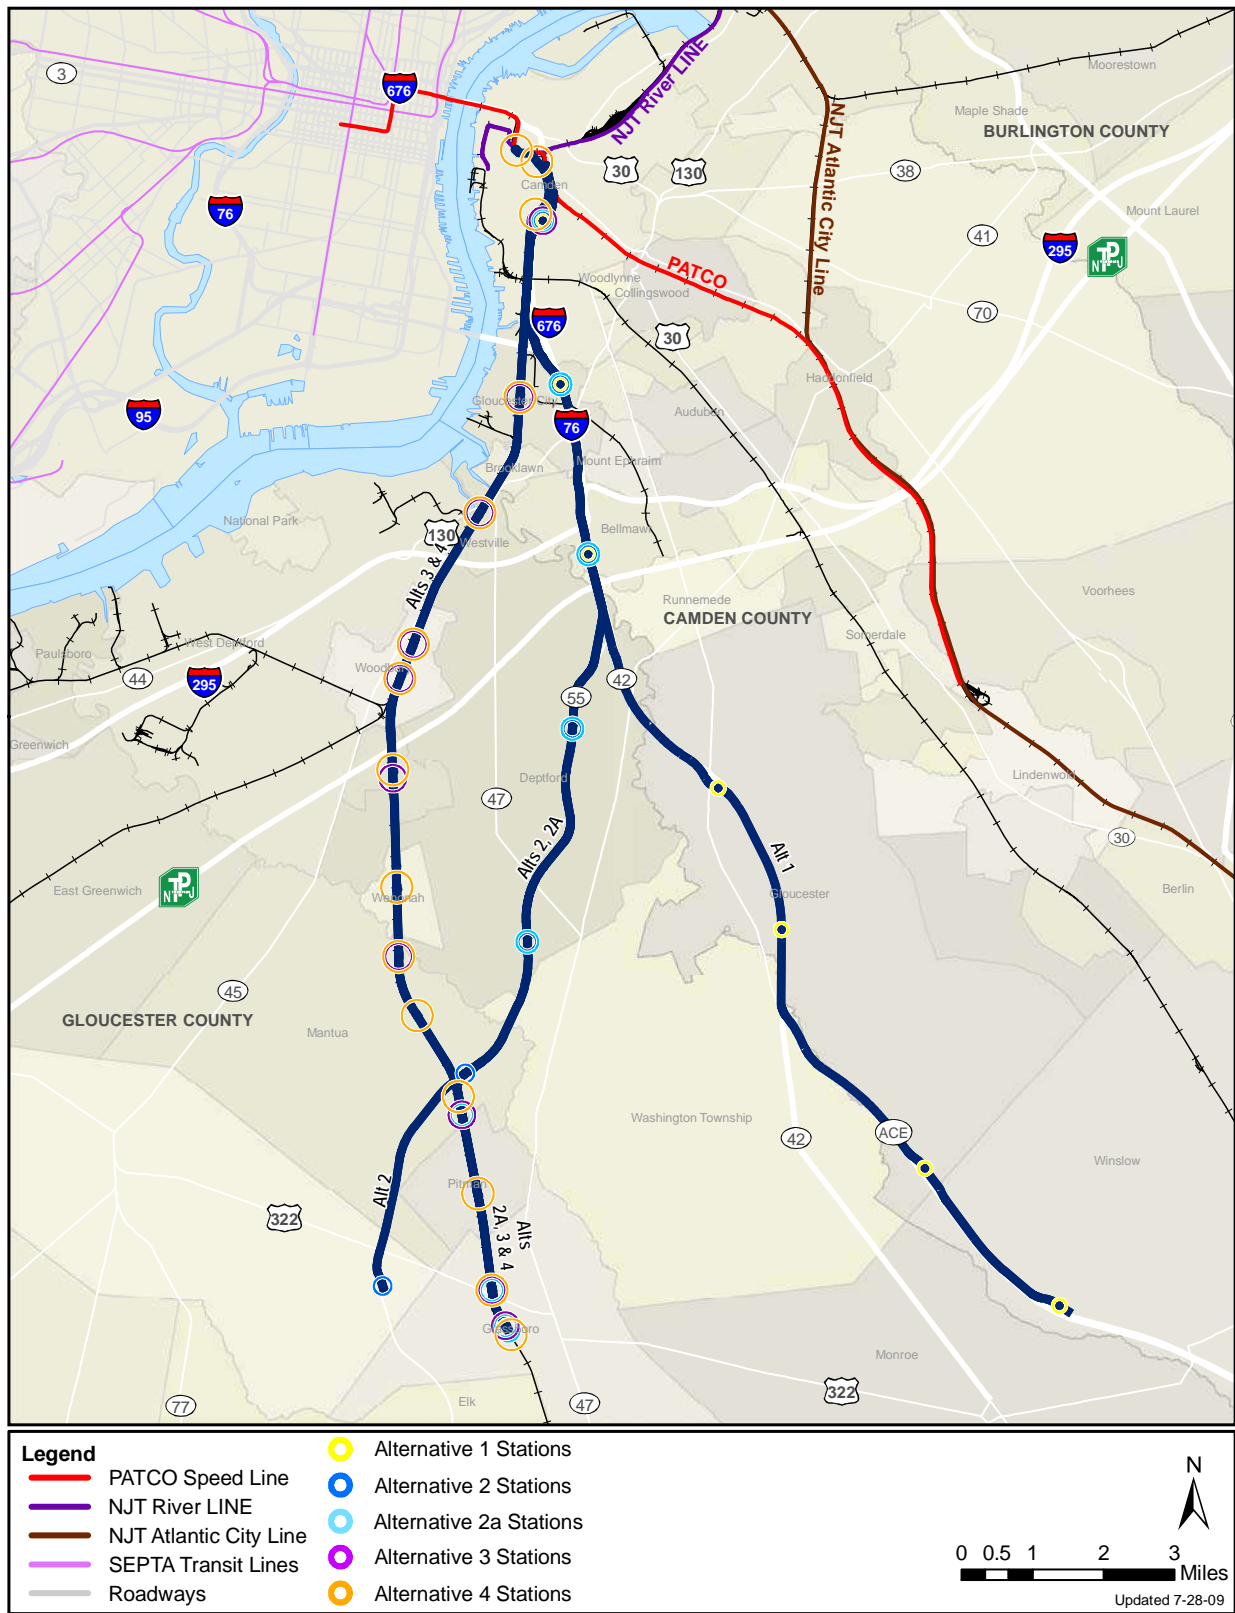 3
676
NJT River LINE
Moorestown
Maple Shade
BURLINGTON COUNTY
NJT Atlantic City Line
30
130
38
Camden
76
Mount Laurel
41
295
NJTP
Woodlynne
PATCO
Collingswood
70
676
30
Haddonfield
95
Gloucester City
Audubon
76
Brooklawn
Mount Ephraim
National Park
130
Westville
Bellmawr
Alts 3 & 4
Runnemede
CAMDEN COUNTY
Voorhees
Somerdale
West Deptford
Paulsboro
Woodbury
44
295
42
55
Greenwich
Deptford
Lindenwold
47
30
Alts 2, 2A
Alt 1
East Greenwich
NJTP
Wenonah
Gloucester
Berlin
45
GLOUCESTER COUNTY
Mantua
Washington Township
42
ACE
Winslow
Alt 2
Pitman
322
Alts
2A, 3 & 4
Glassboro
Monroe
322
Elk
77
47
Legend
PATCO Speed Line
NJT River LINE
NJT Atlantic City Line
SEPTA Transit Lines
Roadways
Alternative 1 Stations
Alternative 2 Stations
Alternative 2a Stations
Alternative 3 Stations
Alternative 4 Stations
N
0 0.5 1 2 3
Miles
Updated 7-28-09